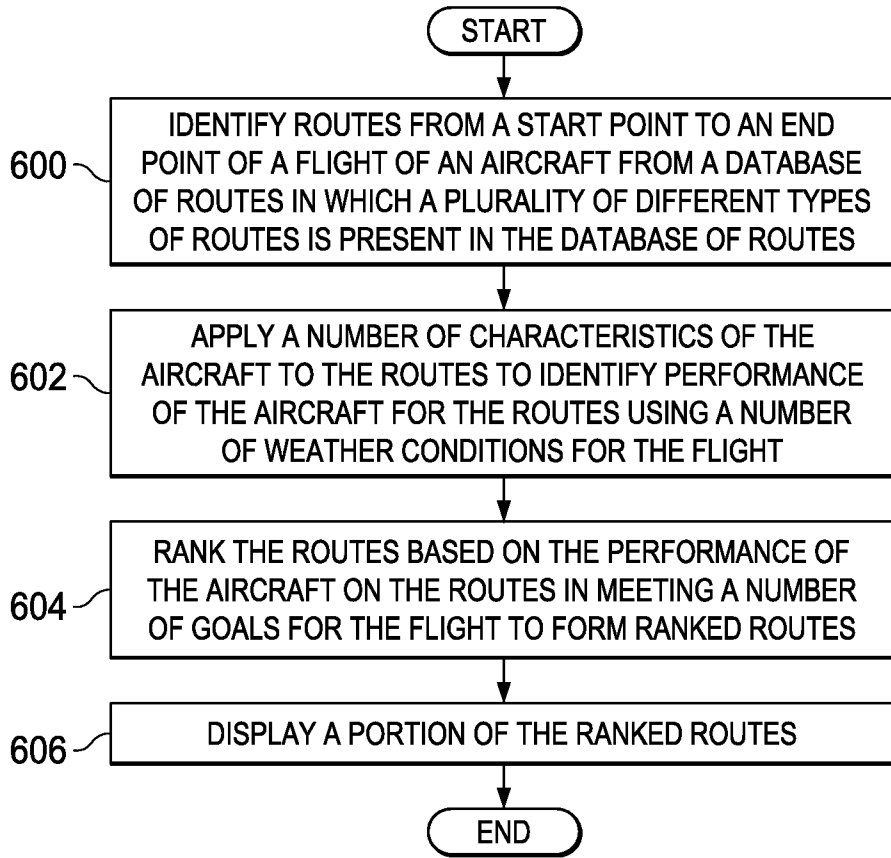 START
600
IDENTIFY ROUTES FROM A START POINT TO AN END
POINT OF A FLIGHT OF AN AIRCRAFT FROM A DATABASE
OF ROUTES IN WHICH A PLURALITY OF DIFFERENT TYPES
OF ROUTES IS PRESENT IN THE DATABASE OF ROUTES
602
APPLY A NUMBER OF CHARACTERISTICS OF THE
AIRCRAFT TO THE ROUTES TO IDENTIFY PERFORMANCE
OF THE AIRCRAFT FOR THE ROUTES USING A NUMBER
OF WEATHER CONDITIONS FOR THE FLIGHT
604
RANK THE ROUTES BASED ON THE PERFORMANCE OF
THE AIRCRAFT ON THE ROUTES IN MEETING A NUMBER
OF GOALS FOR THE FLIGHT TO FORM RANKED ROUTES
606
DISPLAY A PORTION OF THE RANKED ROUTES
END